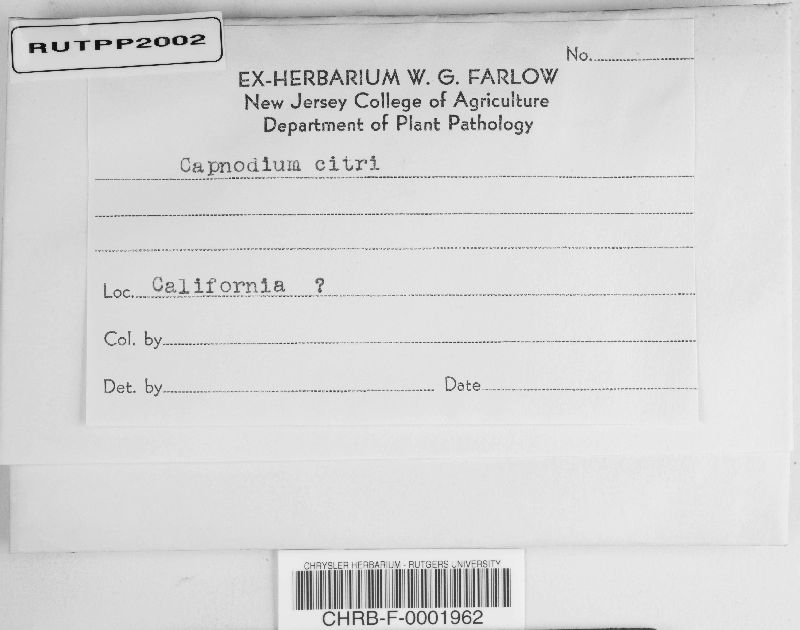 RUTPP2002
No.
EX-HERBARIUM W. G. FARLOW
New Jersey College of Agriculture
Department of Plant Pathology
Capnodium citri
Loc. California ?
Col. by
Det. by Date
CHRYSLER HERBARIUM - RUTGERS UNIVERSITY
CHRB-F-0001962